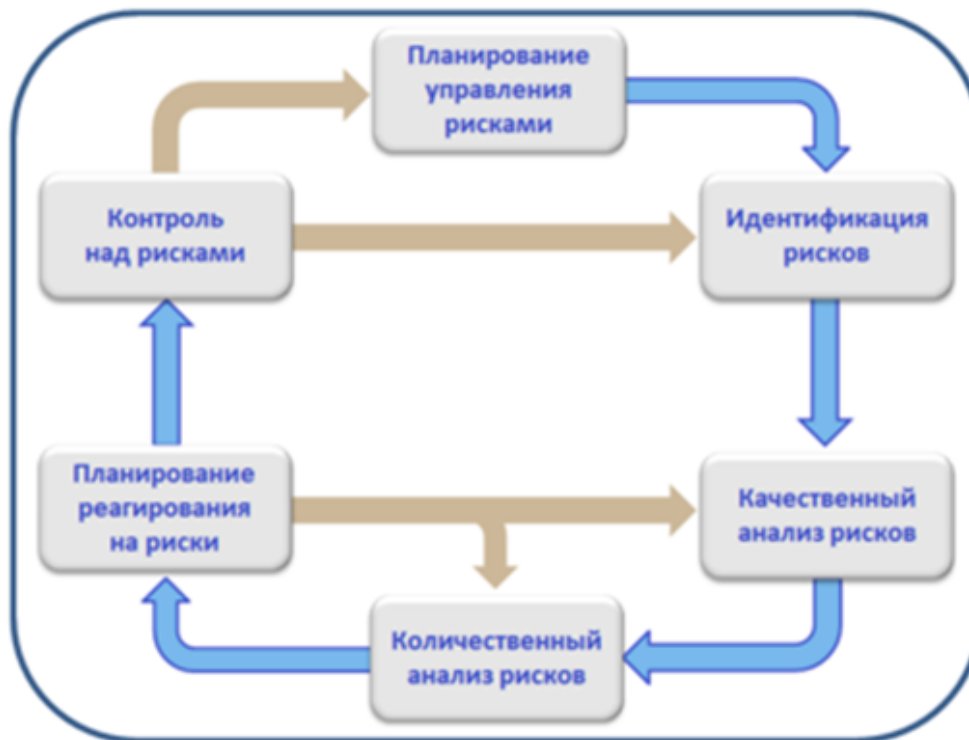 Планирование
управления
рисками
Контроль
над рисками
Идентификация
рисков
Планирование
реагирования
на риски
Качественный
анализ рисков
Количественный
анализ рисков